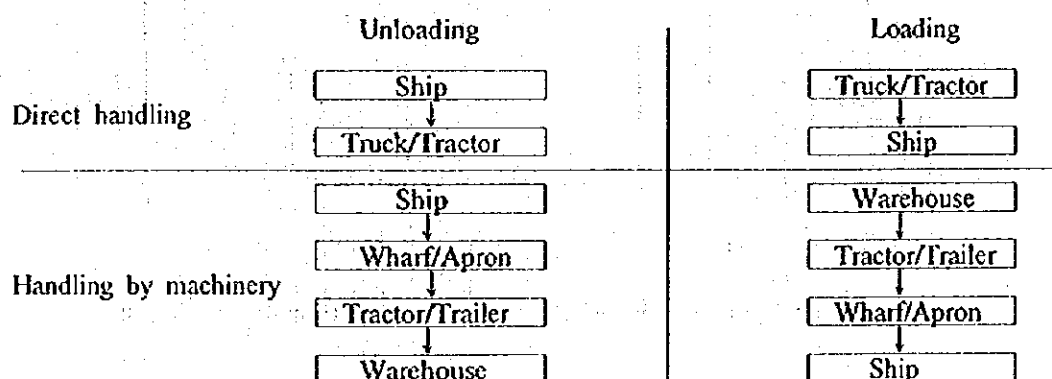 Unloading Loading
Ship Truck/Tractor
Direct handling
Truck/Tractor Ship
Ship Warehouse
Wharf/Apron Tractor/Trailer
Handling by machinery
Tractor/Trailer Wharf/Apron
Warehouse Ship